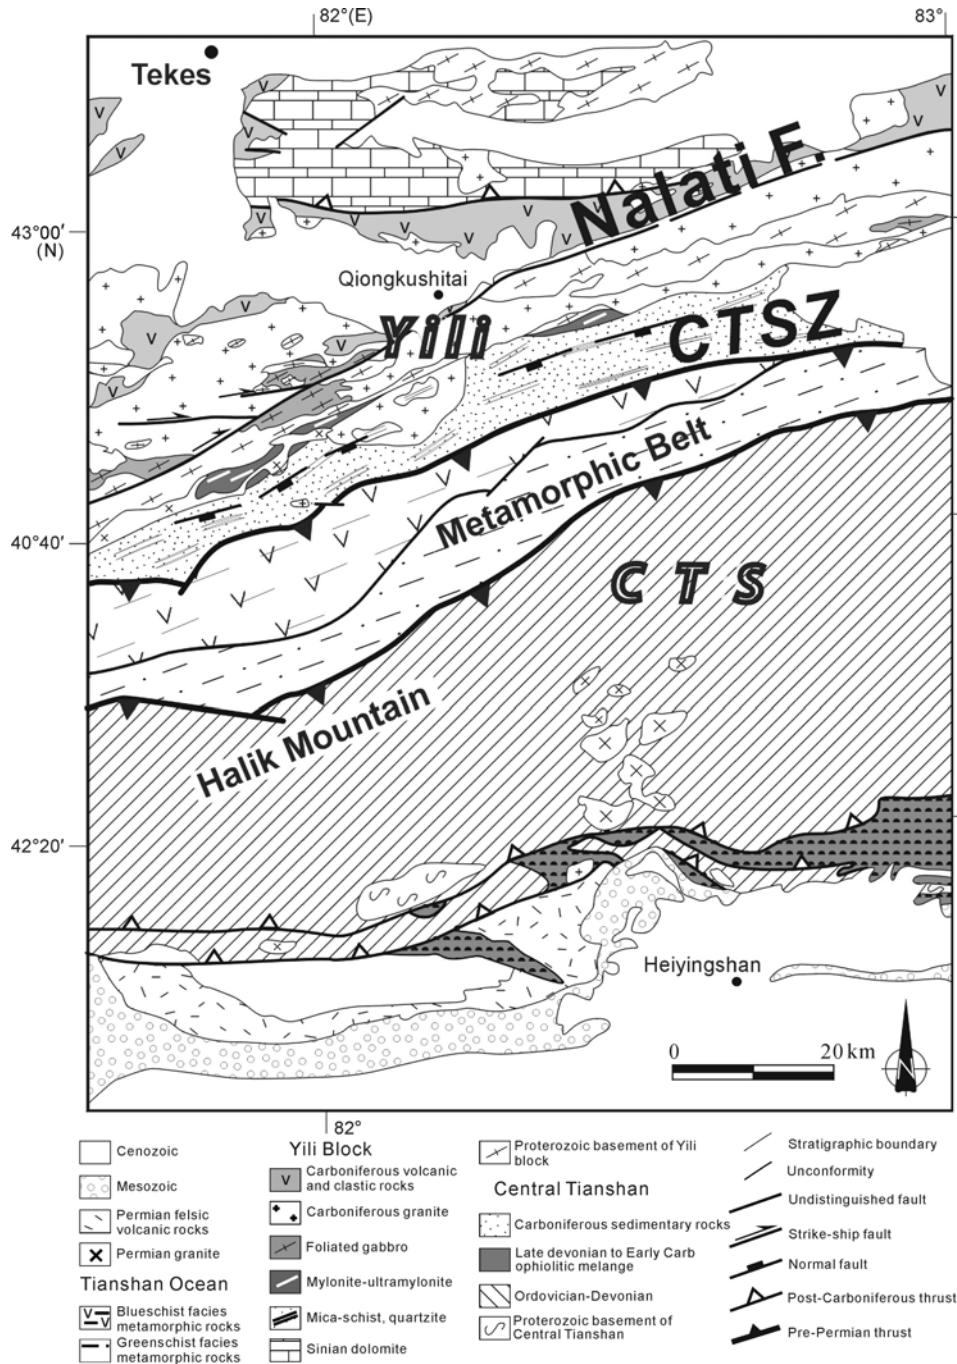 82°(E)
83°
Tekes
Nalati F.
43°00′
(N)
Qiongkushitai
Yili
CTSZ
Metamorphic Belt
40°40′
CTS
Halik Mountain
42°20′
Heiyingshan
0
20 km
N
82°
Cenozoic
Mesozoic
Permian felsic
volcanic rocks
Permian granite
Tianshan Ocean
Blueschist facies
metamorphic rocks
Greenschist facies
metamorphic rocks
Yili Block
Carboniferous volcanic
and clastic rocks
Carboniferous granite
Foliated gabbro
Mylonite-ultramylonite
Mica-schist, quartzite
Sinian dolomite
Proterozoic basement of Yili
block
Central Tianshan
Carboniferous sedimentary rocks
Late devonian to Early Carb
ophiolitic melange
Ordovician-Devonian
Proterozoic basement of
Central Tianshan
Stratigraphic boundary
Unconformity
Undistinguished fault
Strike-ship fault
Normal fault
Post-Carboniferous thrust
Pre-Permian thrust